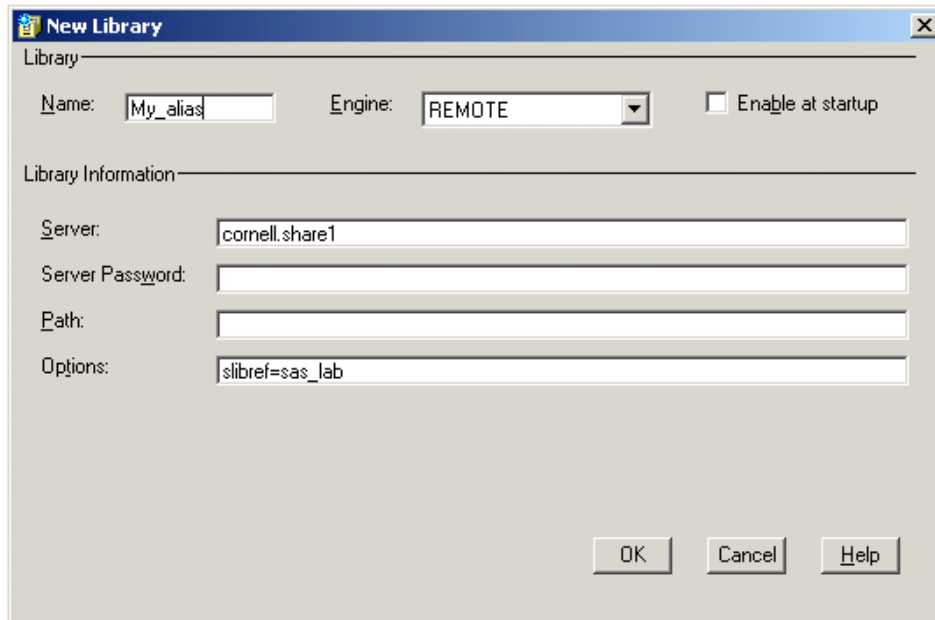 New Library
Library
Name: My_alias Engine: REMOTE Enable at startup
Library Information
Server: cornell.share1
Server Password:
Path:
Options: slibref=sas_lab
OK Cancel Help